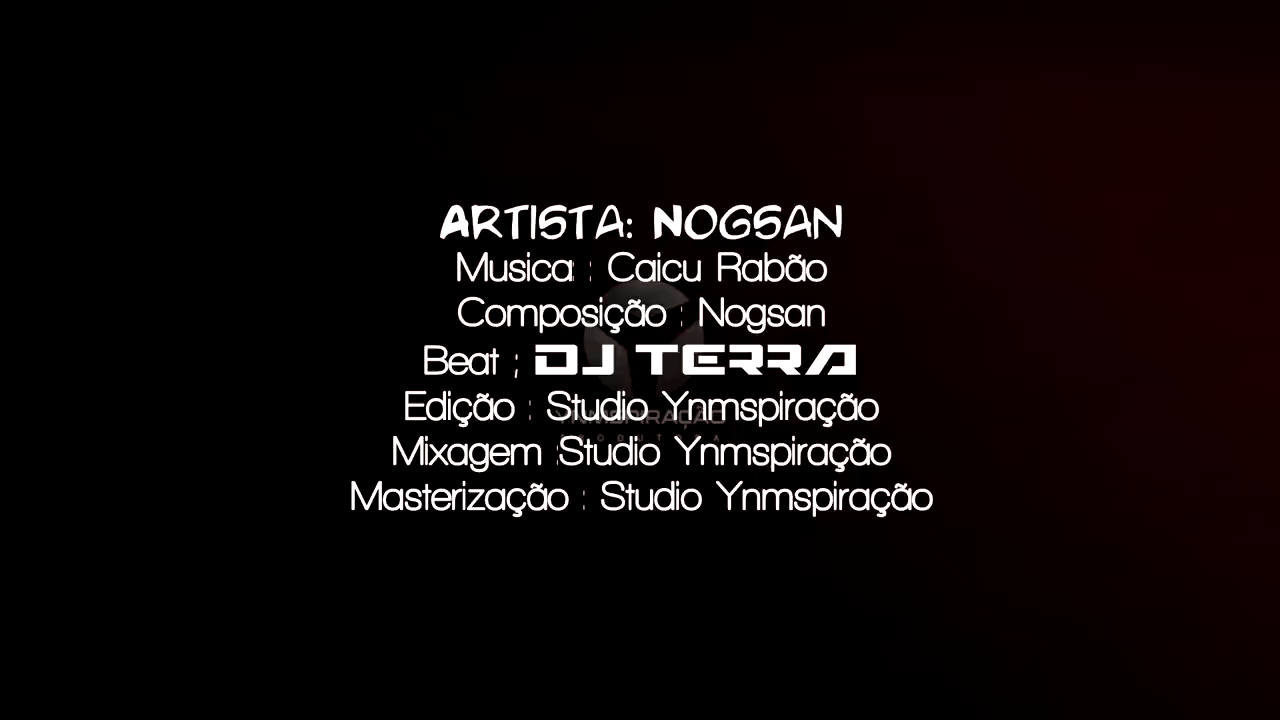 ARTISTA: NOGSAN
Musica : Caicu Rabão
Composição : Nogsan
Beat ; DJ TERRA
Edição : Studio Ynmspiração
YNMSPIRAÇÃO
Mixagem :Studio Ynmspiração
Masterização : Studio Ynmspiração